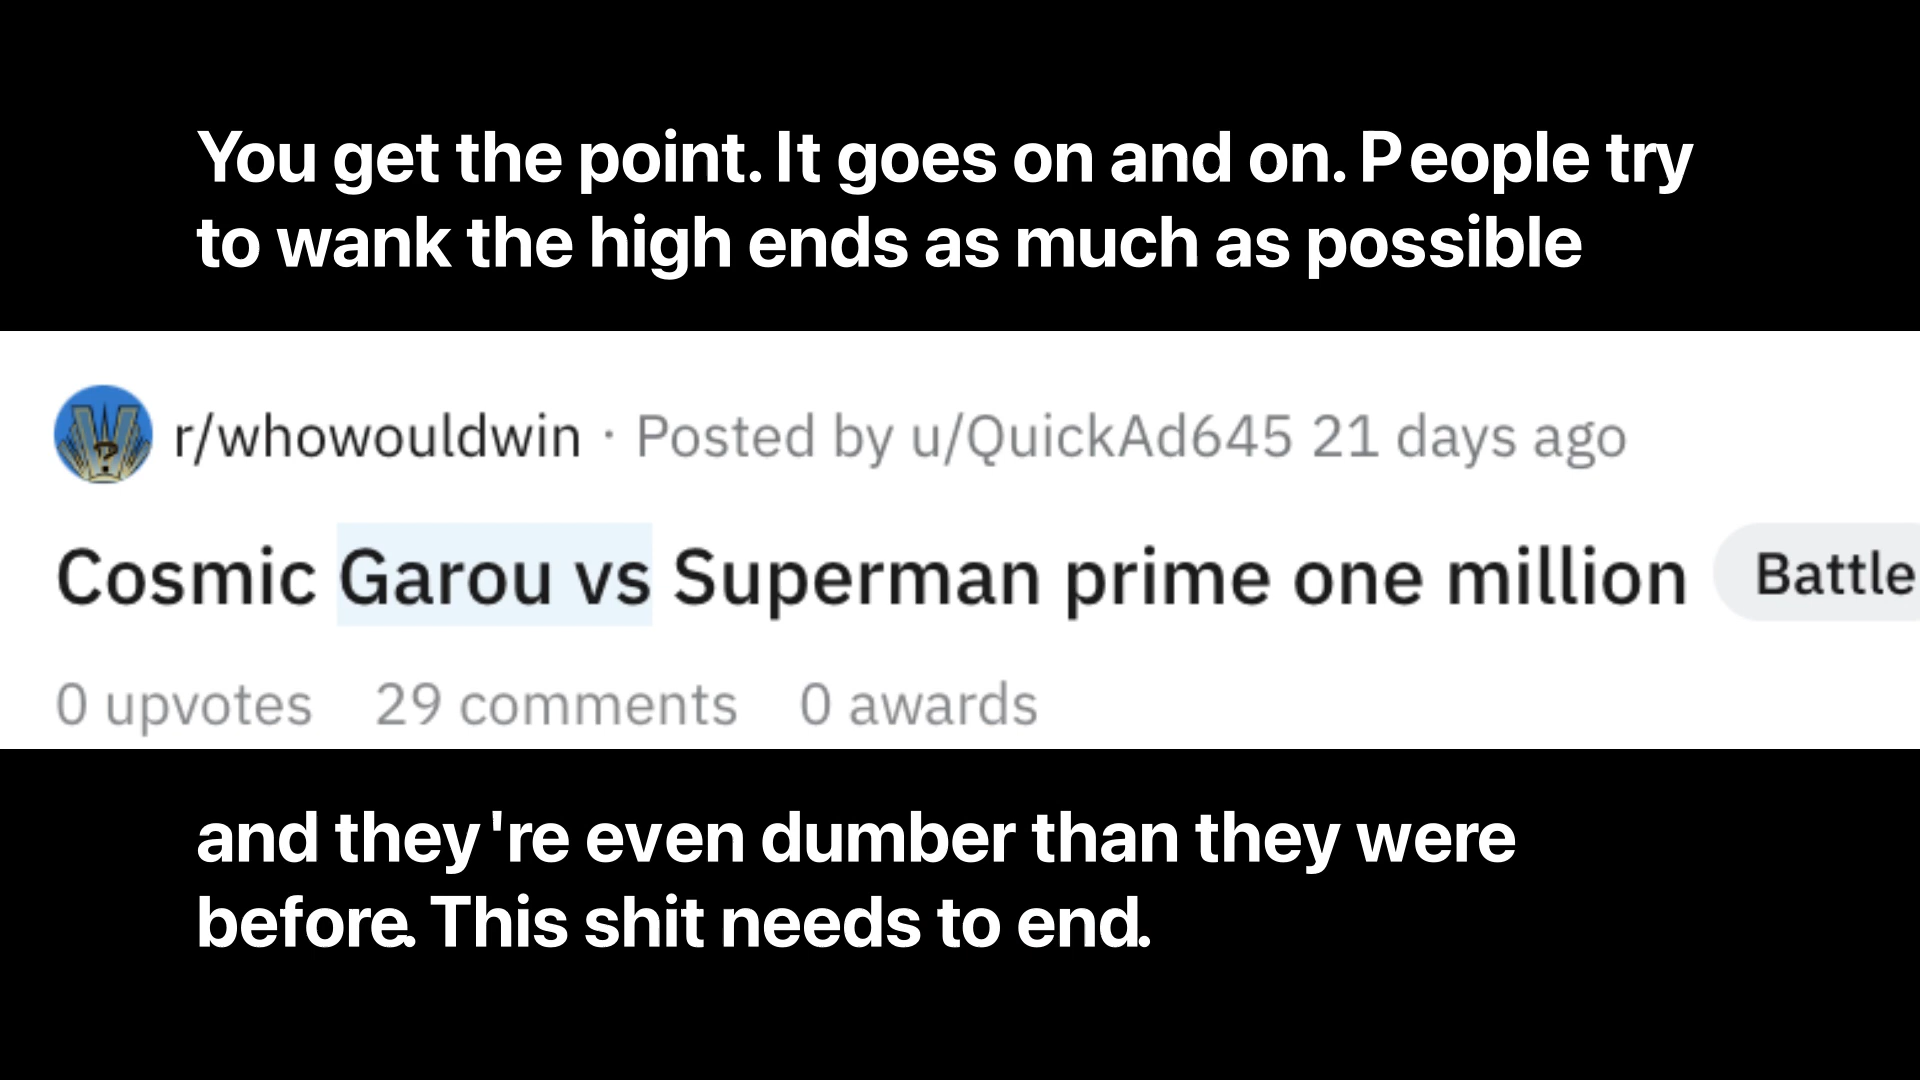 You get the point. It goes on and on. People try
to wank the high ends as much as possible
r/whowouldwin · Posted by u/QuickAd645 21 days ago
Cosmic Garou vs Superman prime one million Battle
0 upvotes 29 comments 0 awards
and they're even dumber than they were
before. This shit needs to end.